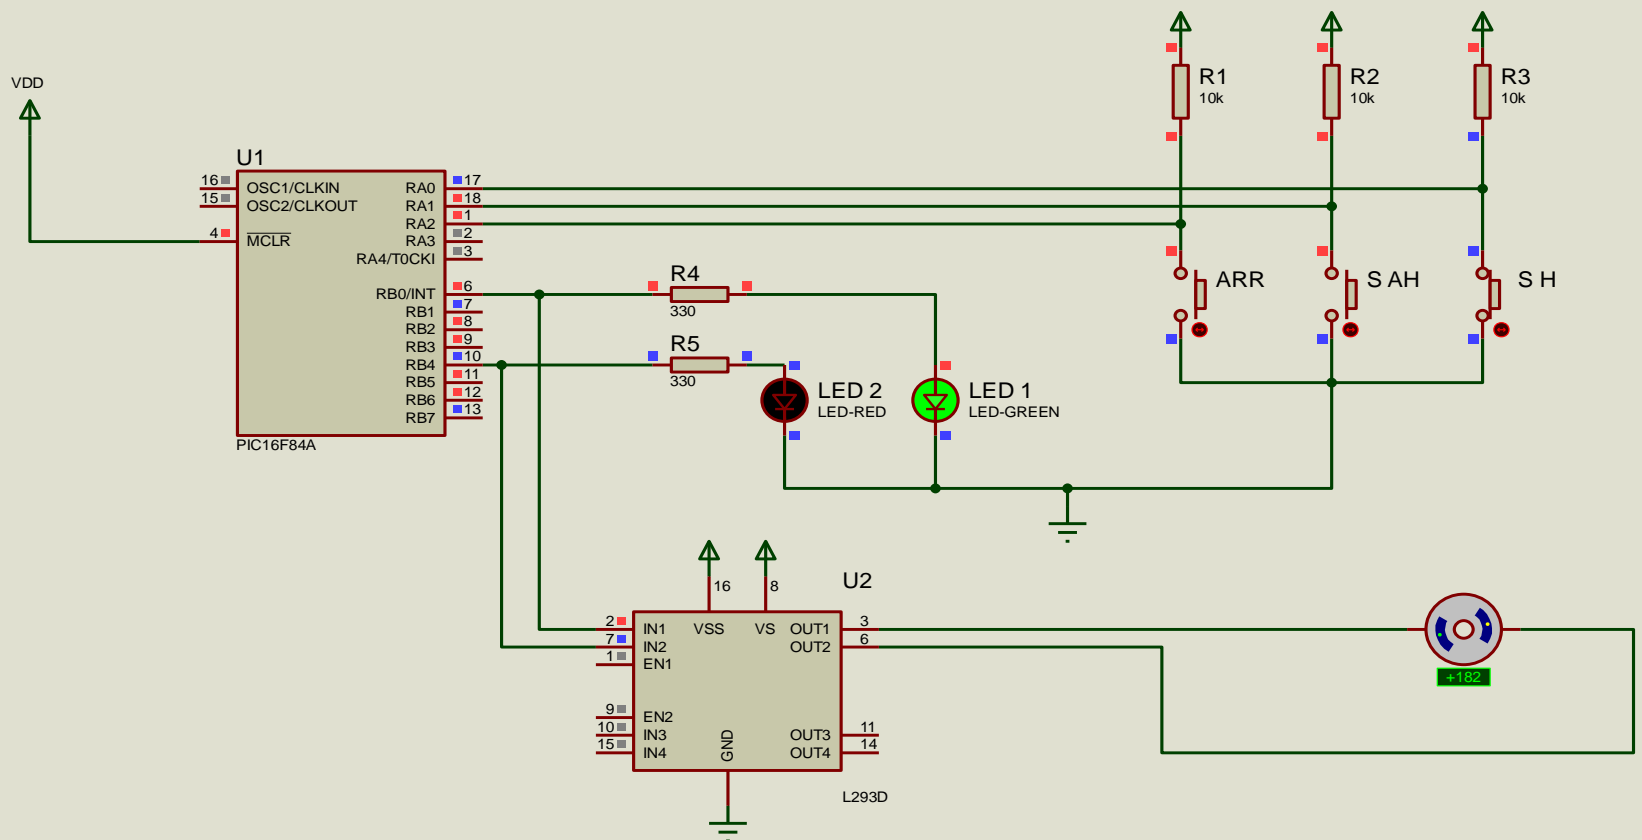 VDD
R1
10k
R2
10k
R3
10k
U1
16 OSC1/CLKIN RA0 17
15 OSC2/CLKOUT RA1 18
RA2 1
4 MCLR RA3 2
RA4/T0CKI 3
RB0/INT 6
RB1 7
RB2 8
RB3 9
RB4 10
RB5 11
RB6 12
RB7 13
PIC16F84A
R4
330
R5
330
ARR
S AH
S H
LED 2
LED-RED
LED 1
LED-GREEN
U2
16 8
2 IN1 VSS VS OUT1 3
7 IN2 OUT2 6
1 EN1
9 EN2
10 IN3 OUT3 11
15 IN4 OUT4 14
GND
L293D
+182